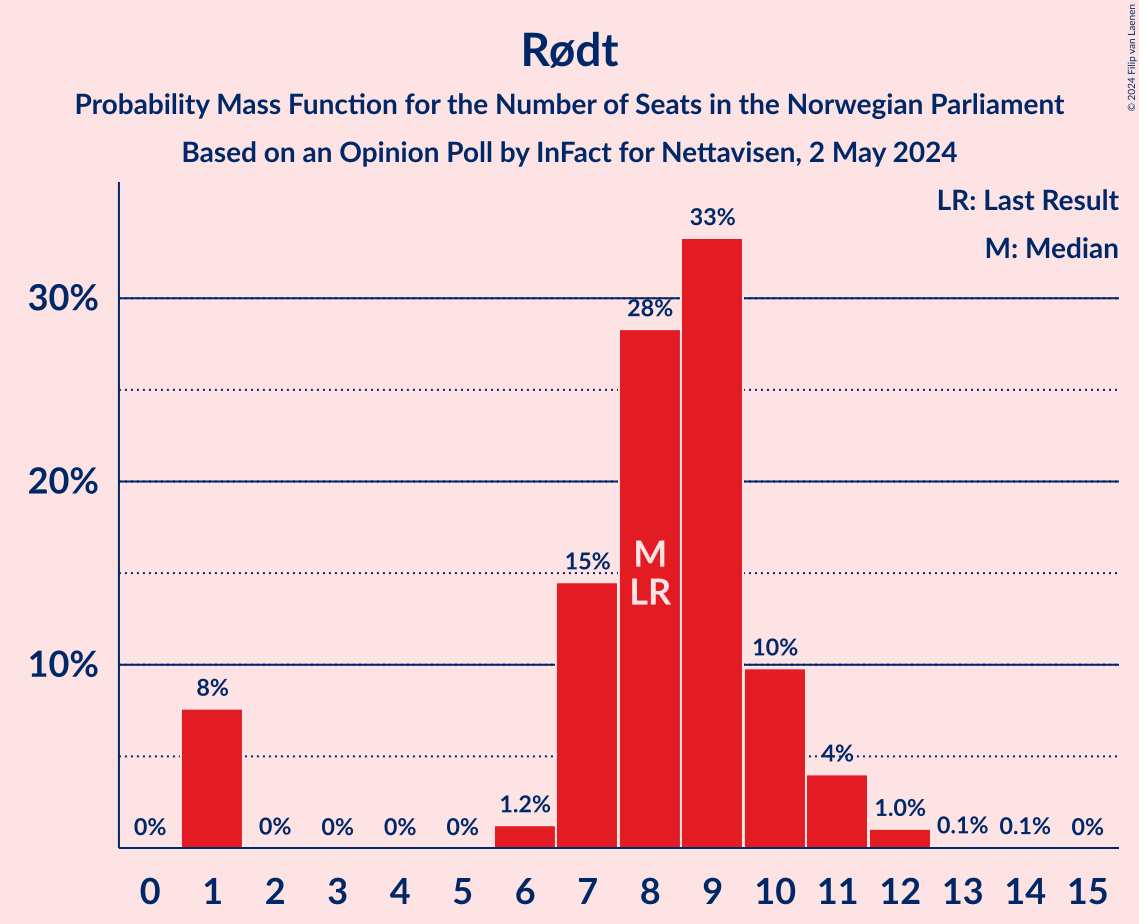 Rødt
Probability Mass Function for the Number of Seats in the Norwegian Parliament
Based on an Opinion Poll by InFact for Nettavisen, 2 May 2024
© 2024 Filip van Laenen
LR: Last Result
M: Median
30%
20%
10%
0%
8%
0%
0%
0%
0%
1.2%
15%
28%
33%
10%
4%
1.0%
0.1%
0.1%
0%
M
LR
0 1 2 3 4 5 6 7 8 9 10 11 12 13 14 15